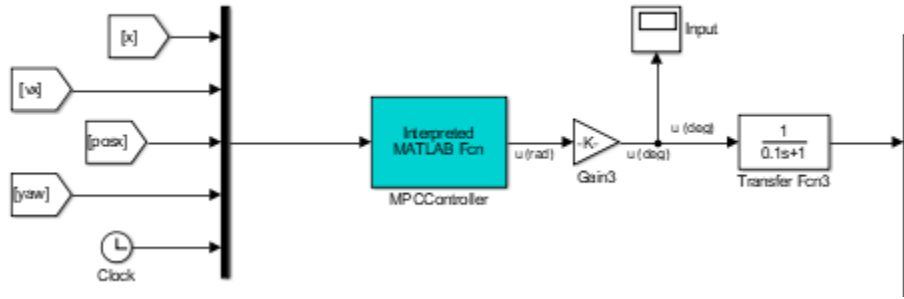 [x]
Input
[vx]
Interpreted
MATLAB Fcn
[posx]
-K-
u (rad)
u (deg)
u (deg)
1
0.1s+1
Gain3
Transfer Fcn3
[yaw]
MPCController
Clock